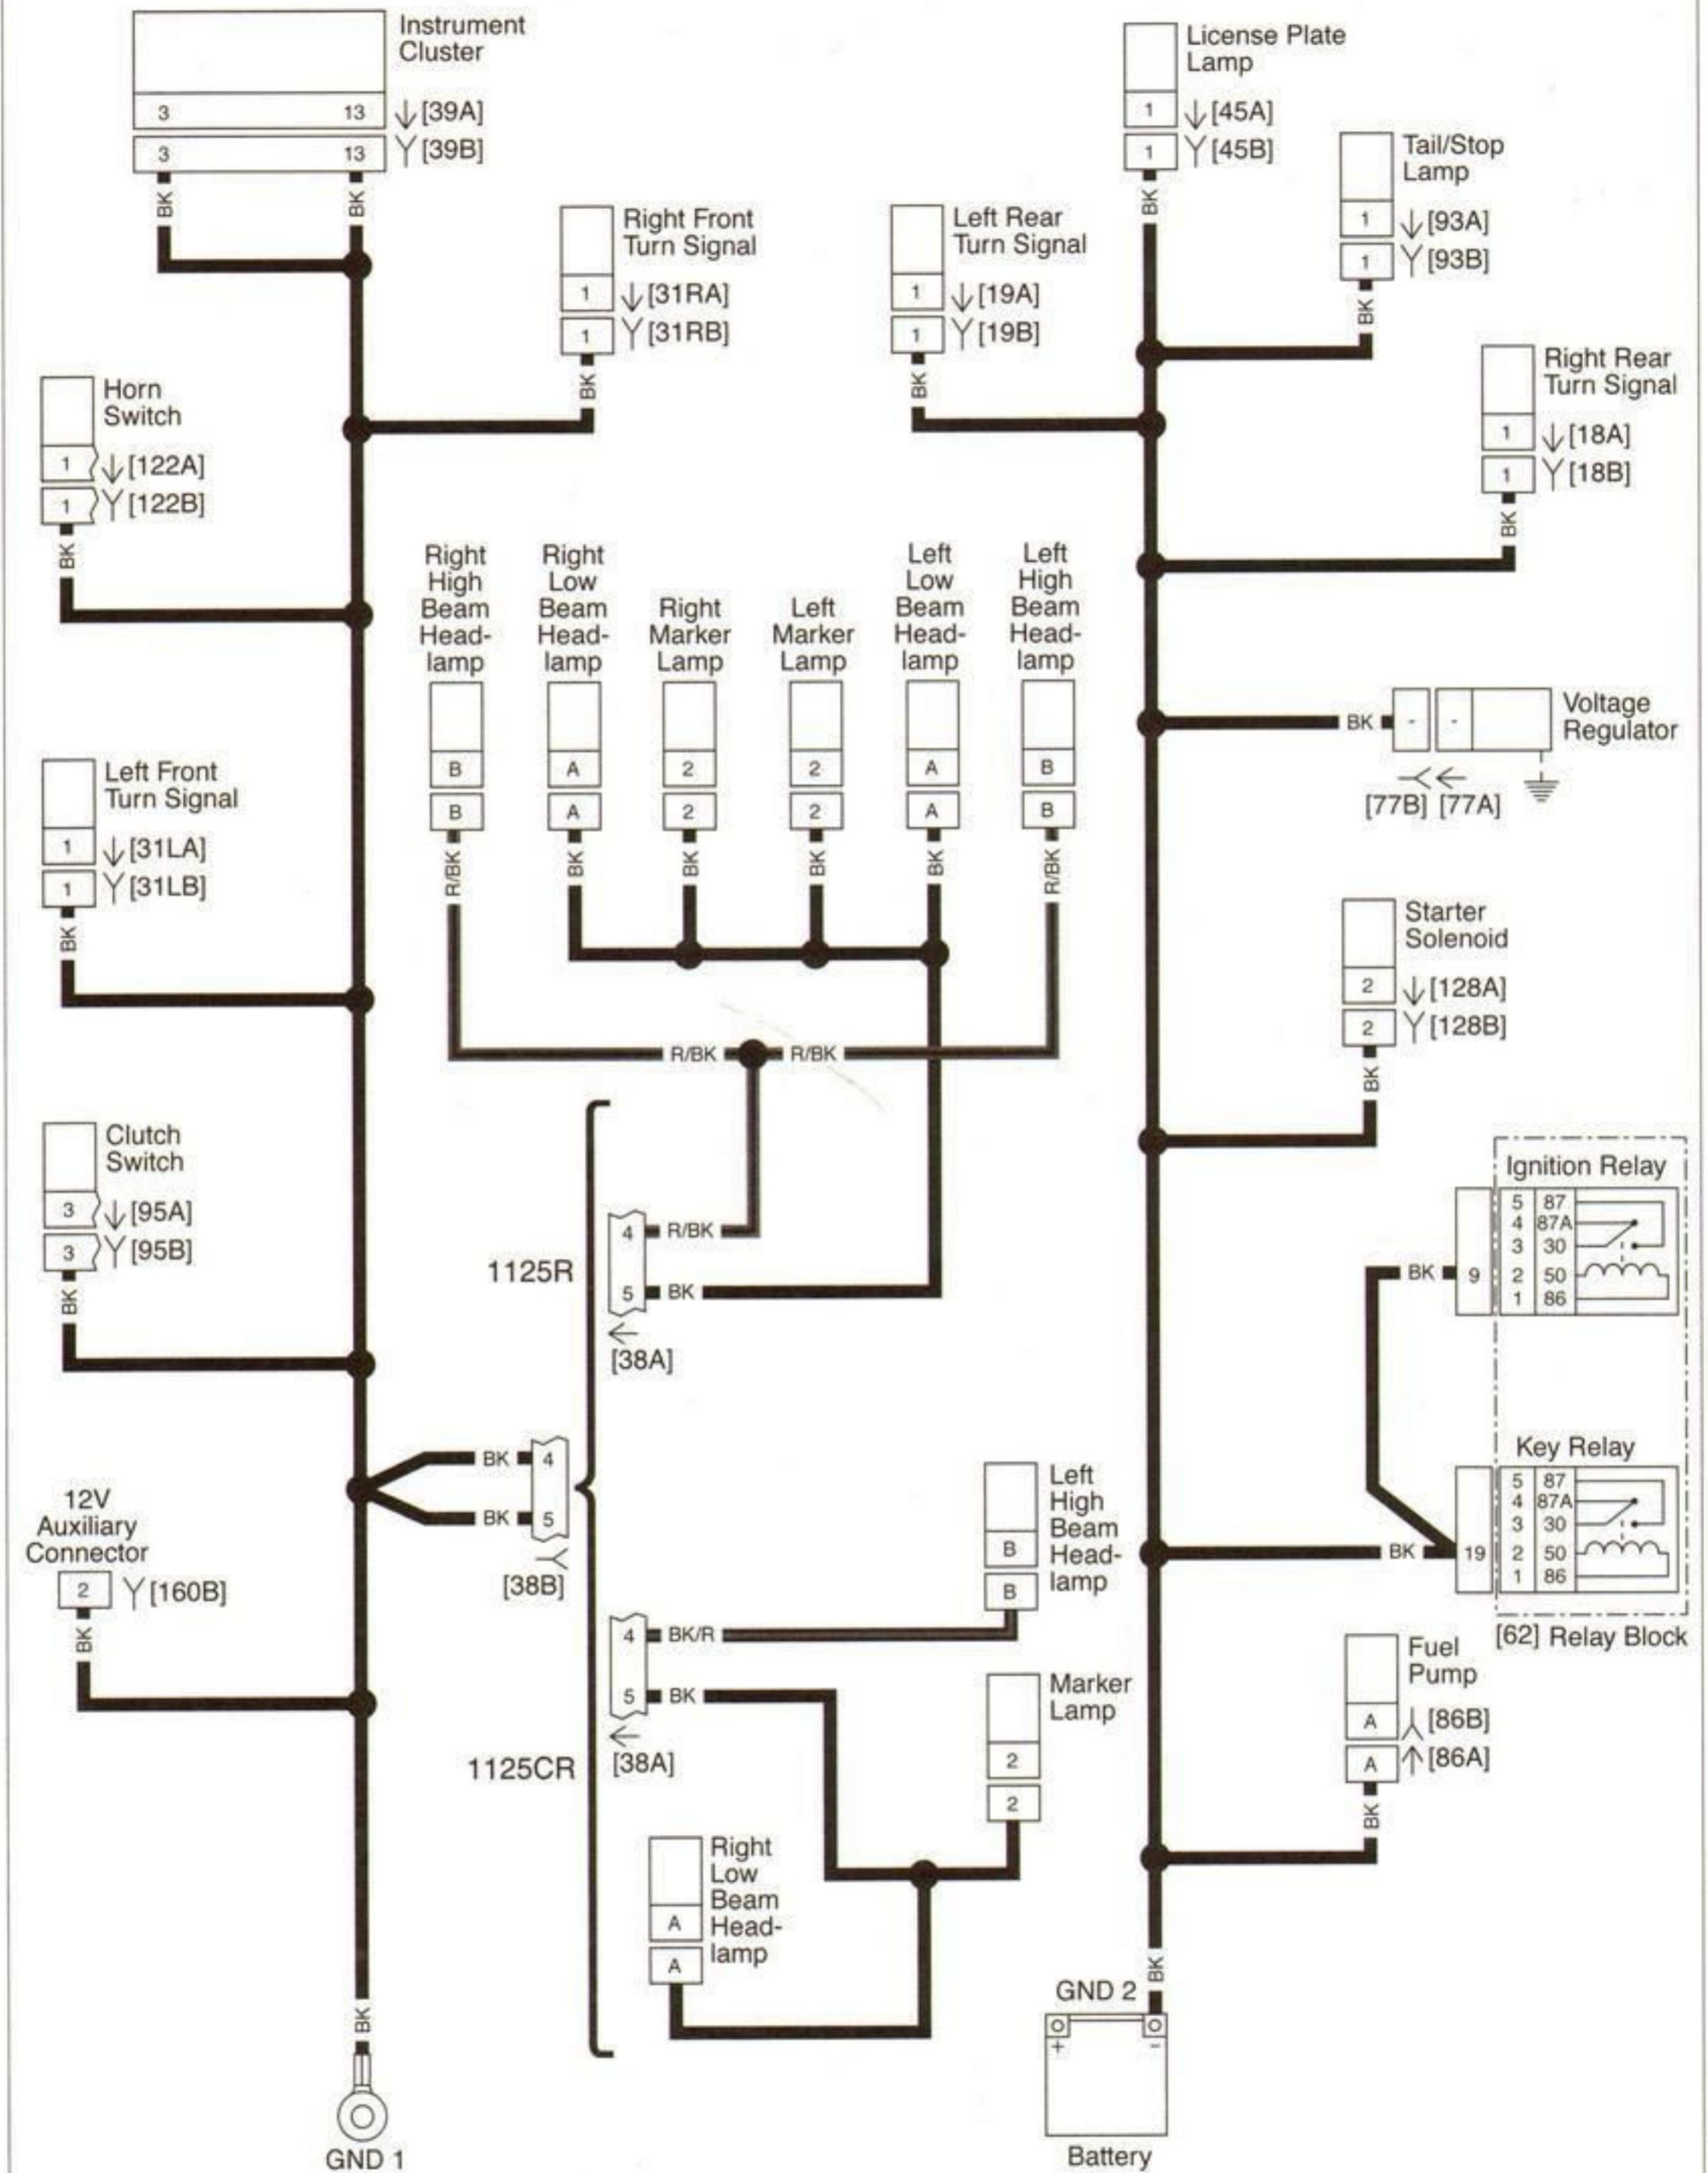 Instrument
Cluster
3 13 [39A]
3 13 [39B]
BK BK
License Plate
Lamp
1 [45A]
1 [45B]
BK
Tail/Stop
Lamp
1 [93A]
1 [93B]
BK
Right Front
Turn Signal
1 [31RA]
1 [31RB]
BK
Left Rear
Turn Signal
1 [19A]
1 [19B]
BK
Right Rear
Turn Signal
1 [18A]
1 [18B]
BK
Horn
Switch
1 [122A]
1 [122B]
BK
Right
High
Beam
Head-
lamp
B
B
R/BK
Right
Low
Beam
Head-
lamp
A
A
BK
Right
Marker
Lamp
2
2
BK
Left
Marker
Lamp
2
2
BK
Left
Low
Beam
Head-
lamp
A
A
BK
Left
High
Beam
Head-
lamp
B
B
R/BK
R/BK R/BK
BK - -
Voltage
Regulator
[77B] [77A]
Left Front
Turn Signal
1 [31LA]
1 [31LB]
BK
Starter
Solenoid
2 [128A]
2 [128B]
BK
Clutch
Switch
3 [95A]
3 [95B]
BK
1125R
4 R/BK
5 BK
[38A]
Ignition Relay
5 87
4 87A
3 30
2 50
1 86
BK 9
Key Relay
5 87
4 87A
3 30
2 50
1 86
BK 19
[62] Relay Block
BK 4
BK 5
[38B]
12V
Auxiliary
Connector
2 [160B]
BK
Left
High
Beam
Head-
lamp
B
B
4 BK/R
5 BK
[38A]
1125CR
Marker
Lamp
2
2
Right
Low
Beam
Head-
lamp
A
A
Fuel
Pump
A [86B]
A [86A]
BK
BK
GND 1
BK
GND 2
+ -
Battery